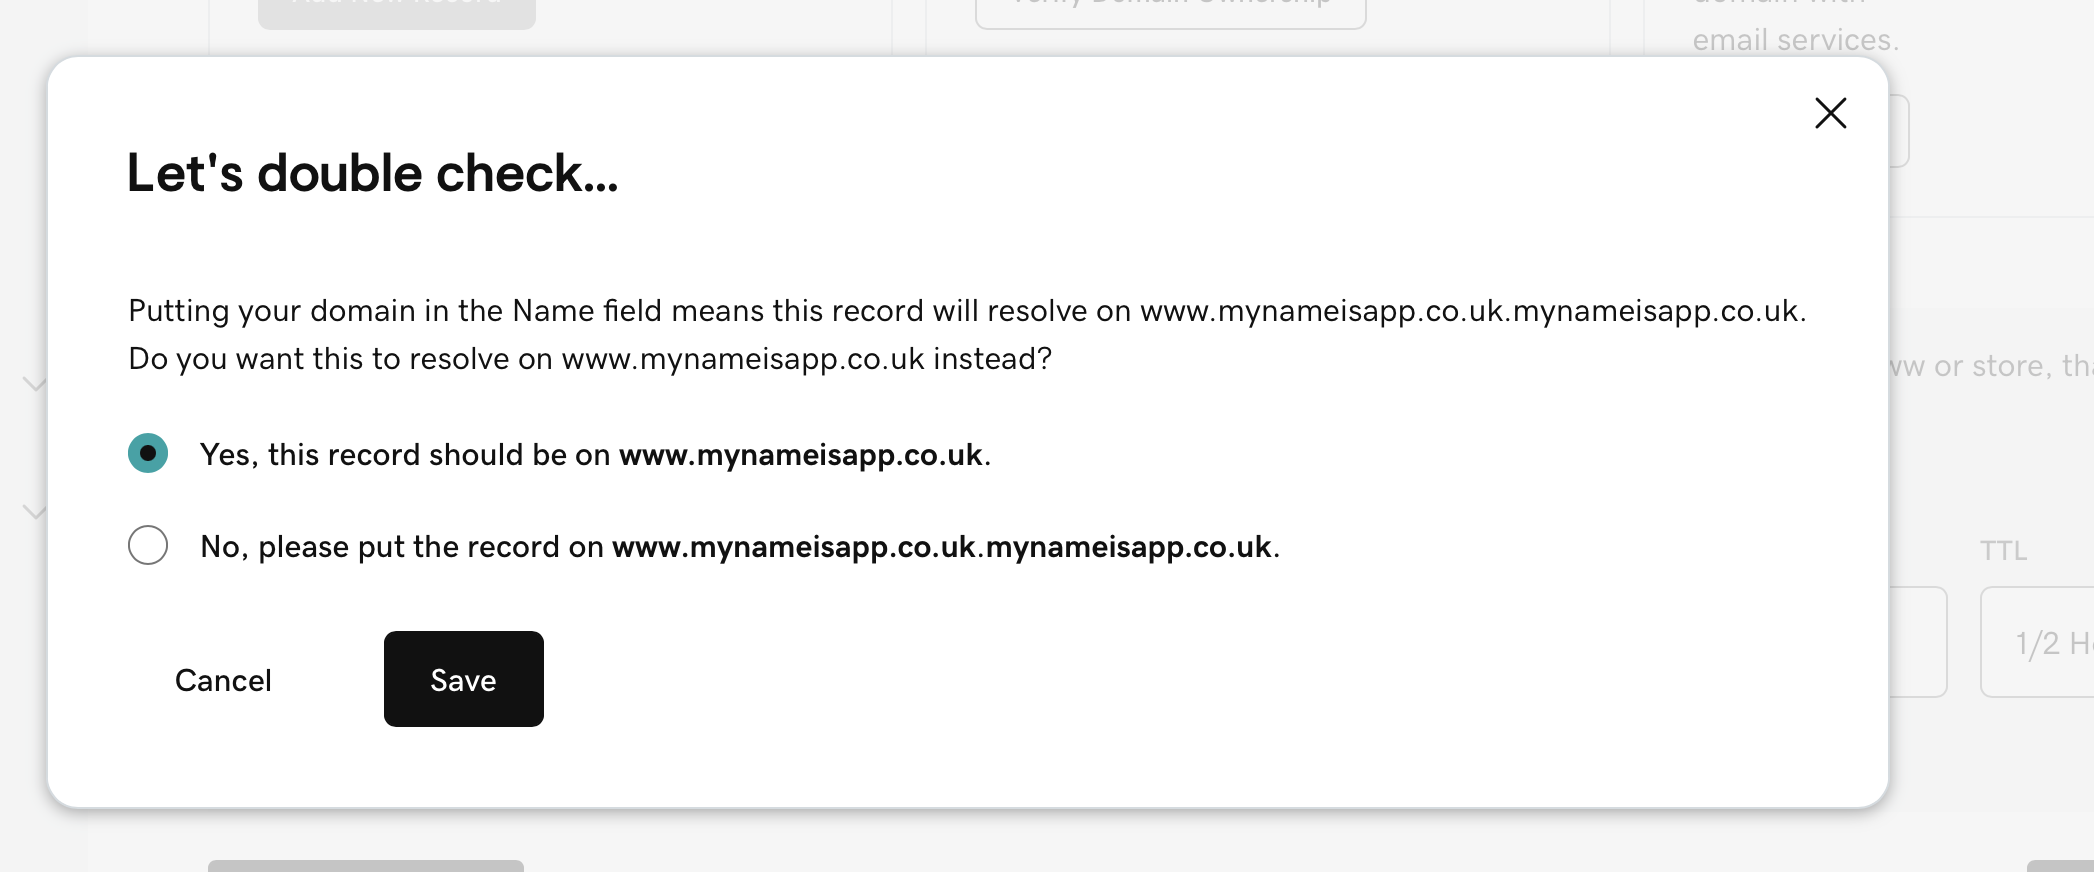 email services.
Let's double check...
Putting your domain in the Name field means this record will resolve on www.mynameisapp.co.uk.mynameisapp.co.uk.
Do you want this to resolve on www.mynameisapp.co.uk instead?
or store,
Yes, this record should be on www.mynameisapp.co.uk.
No, please put the record on www.mynameisapp.co.uk.mynameisapp.co.uk.
TTL
1/2
Cancel
Save